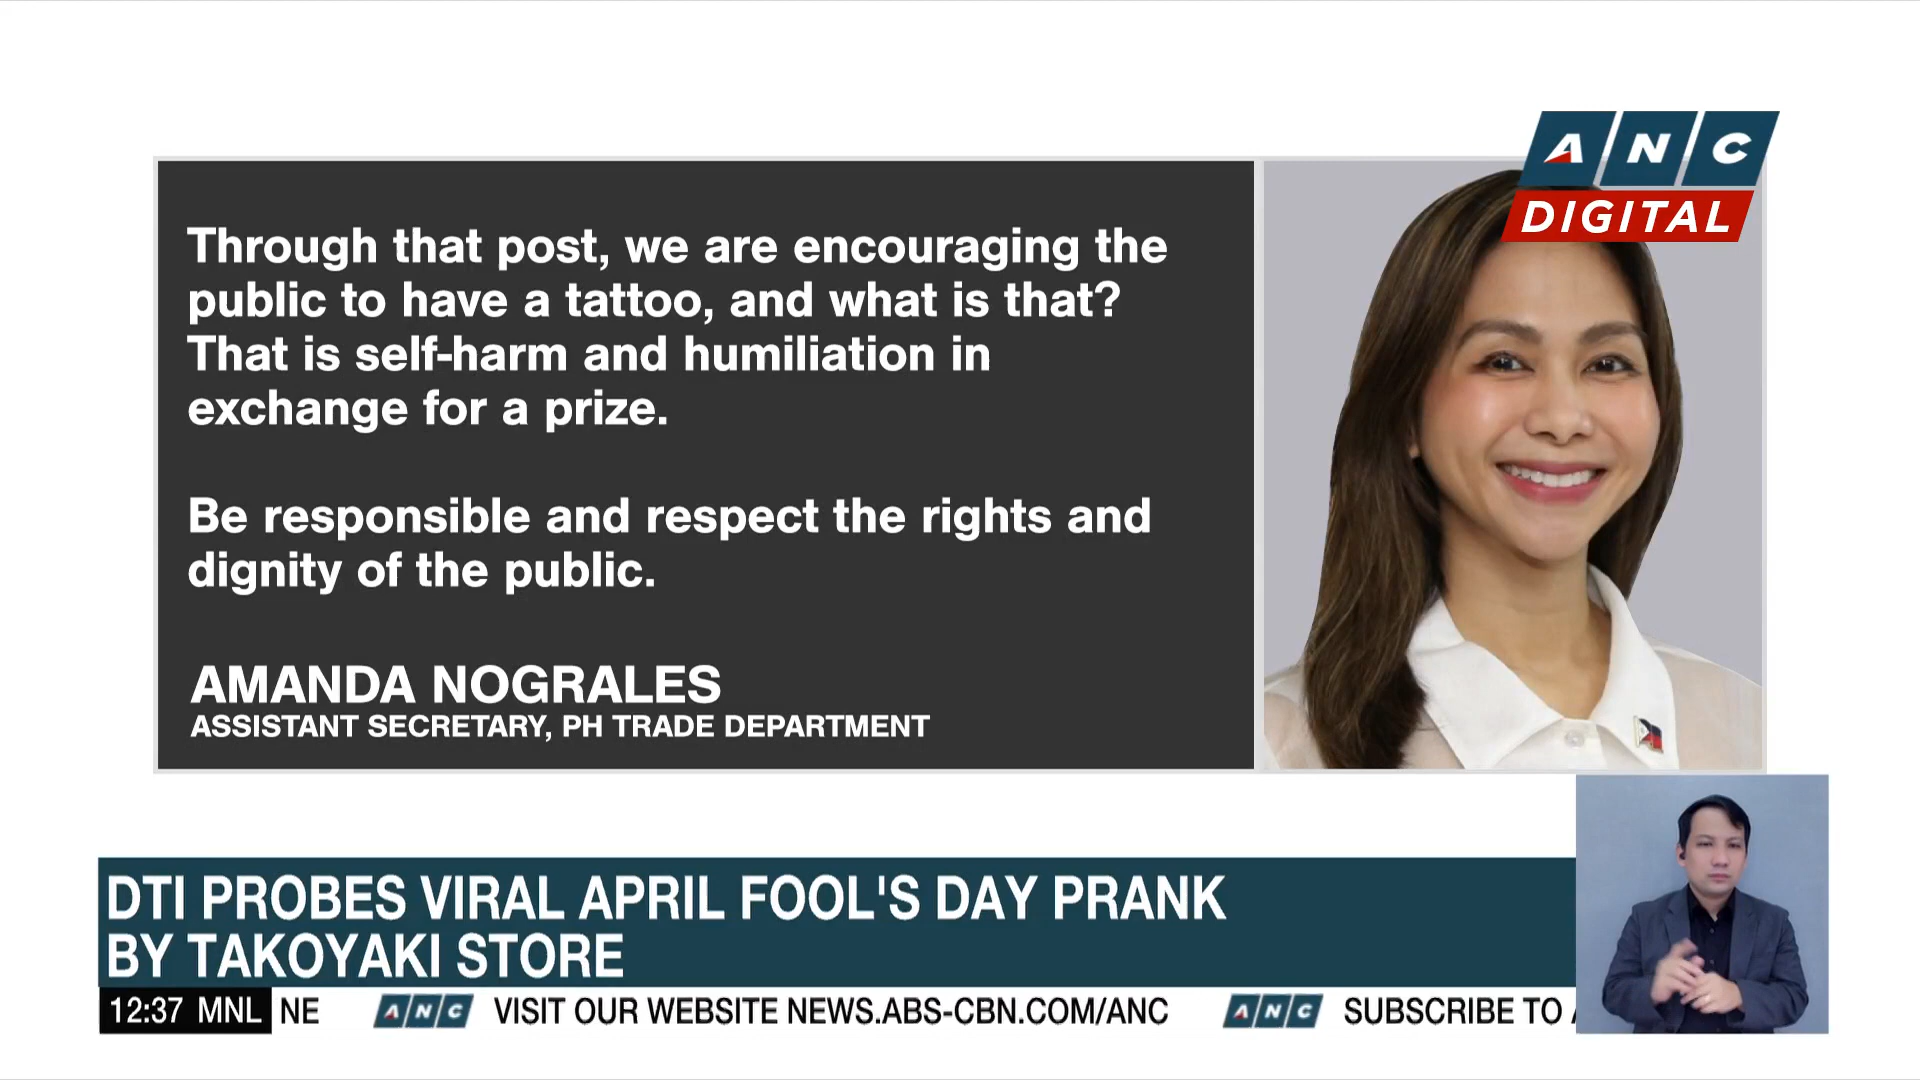 ANC
DIGITAL
Through that post, we are encouraging the
public to have a tattoo, and what is that?
That is self-harm and humiliation in
exchange for a prize.
Be responsible and respect the rights and
dignity of the public.
AMANDA NOGRALES
ASSISTANT SECRETARY, PH TRADE DEPARTMENT
DTI PROBES VIRAL APRIL FOOL'S DAY PRANK
BY TAKOYAKI STORE
12:37 MNL NE ANC VISIT OUR WEBSITE NEWS.ABS-CBN.COM/ANC ANC SUBSCRIBE TO